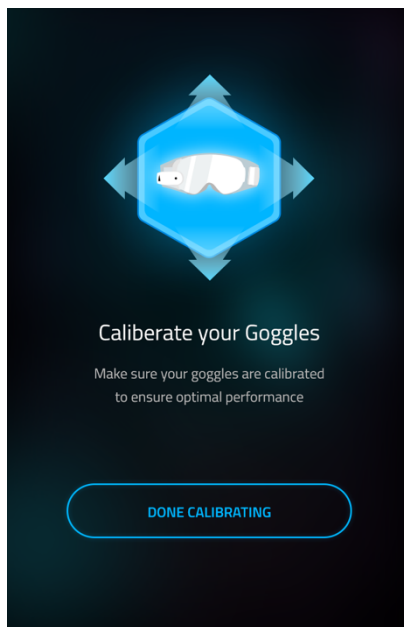 Caliberate your Goggles
Make sure your goggles are calibrated
to ensure optimal performance
DONE CALIBRATING